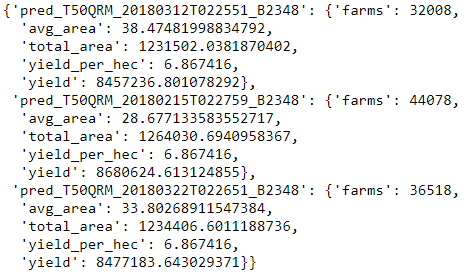 {'pred_T50QRM_20180312T022551_B2348': {'farms': 32008,
'avg_area': 38.47481998834792,
'total_area': 1231502.0381870402,
'yield_per_hec': 6.867416,
'yield': 8457236.801078292},
'pred_T50QRM_20180215T022759_B2348': {'farms': 44078,
'avg_area': 28.677133583552717,
'total_area': 1264030.6940958367,
'yield_per_hec': 6.867416,
'yield': 8680624.613124855},
'pred_T50QRM_20180322T022651_B2348': {'farms': 36518,
'avg_area': 33.80268911547384,
'total_area': 1234406.6011188736,
'yield_per_hec': 6.867416,
'yield': 8477183.643029371}}